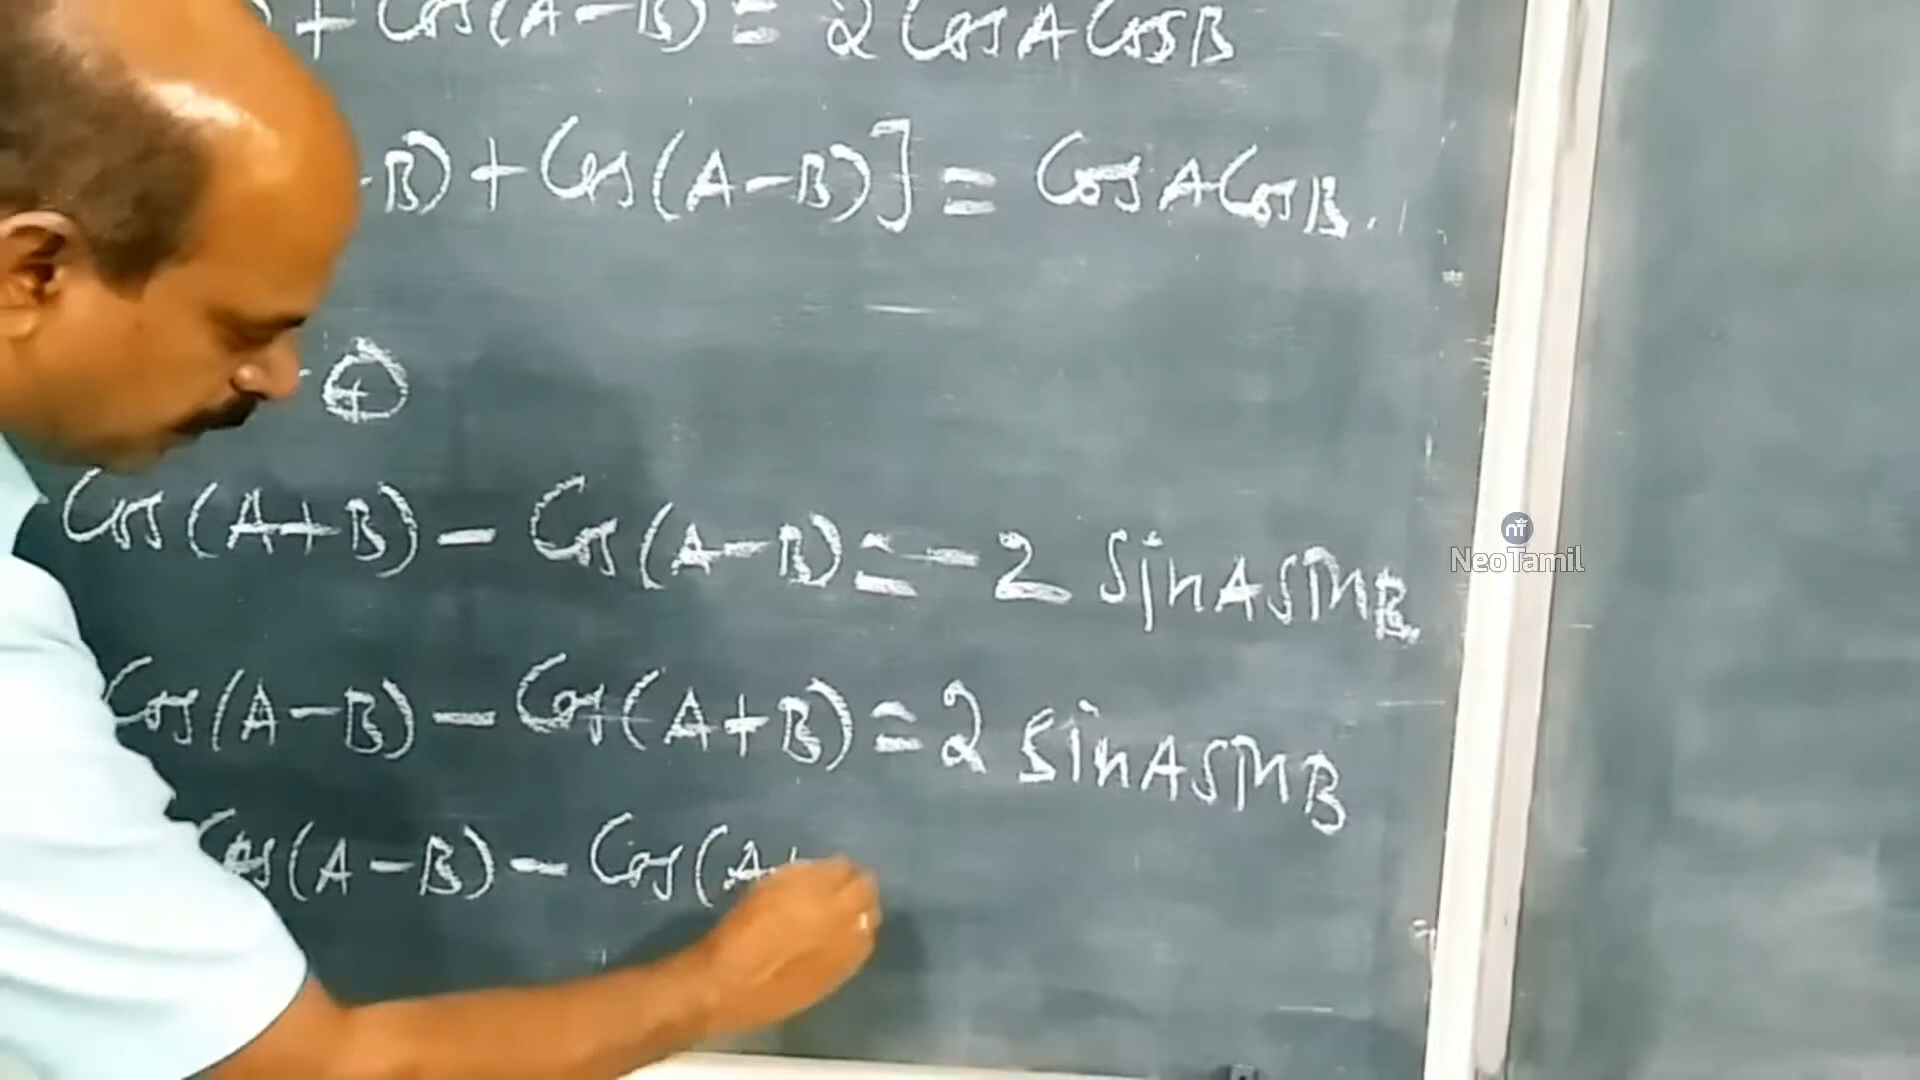 + Cos(A-B) = 2 CosA CosB
-B) + Cos(A-B)] = CosA CosB.
Cos(A+B) - Cos(A-B) = -2 SinA SinB
Cos(A-B) - Cos(A+B) = 2 SinA SinB
Cos(A-B) - Cos(A+
NeoTamil